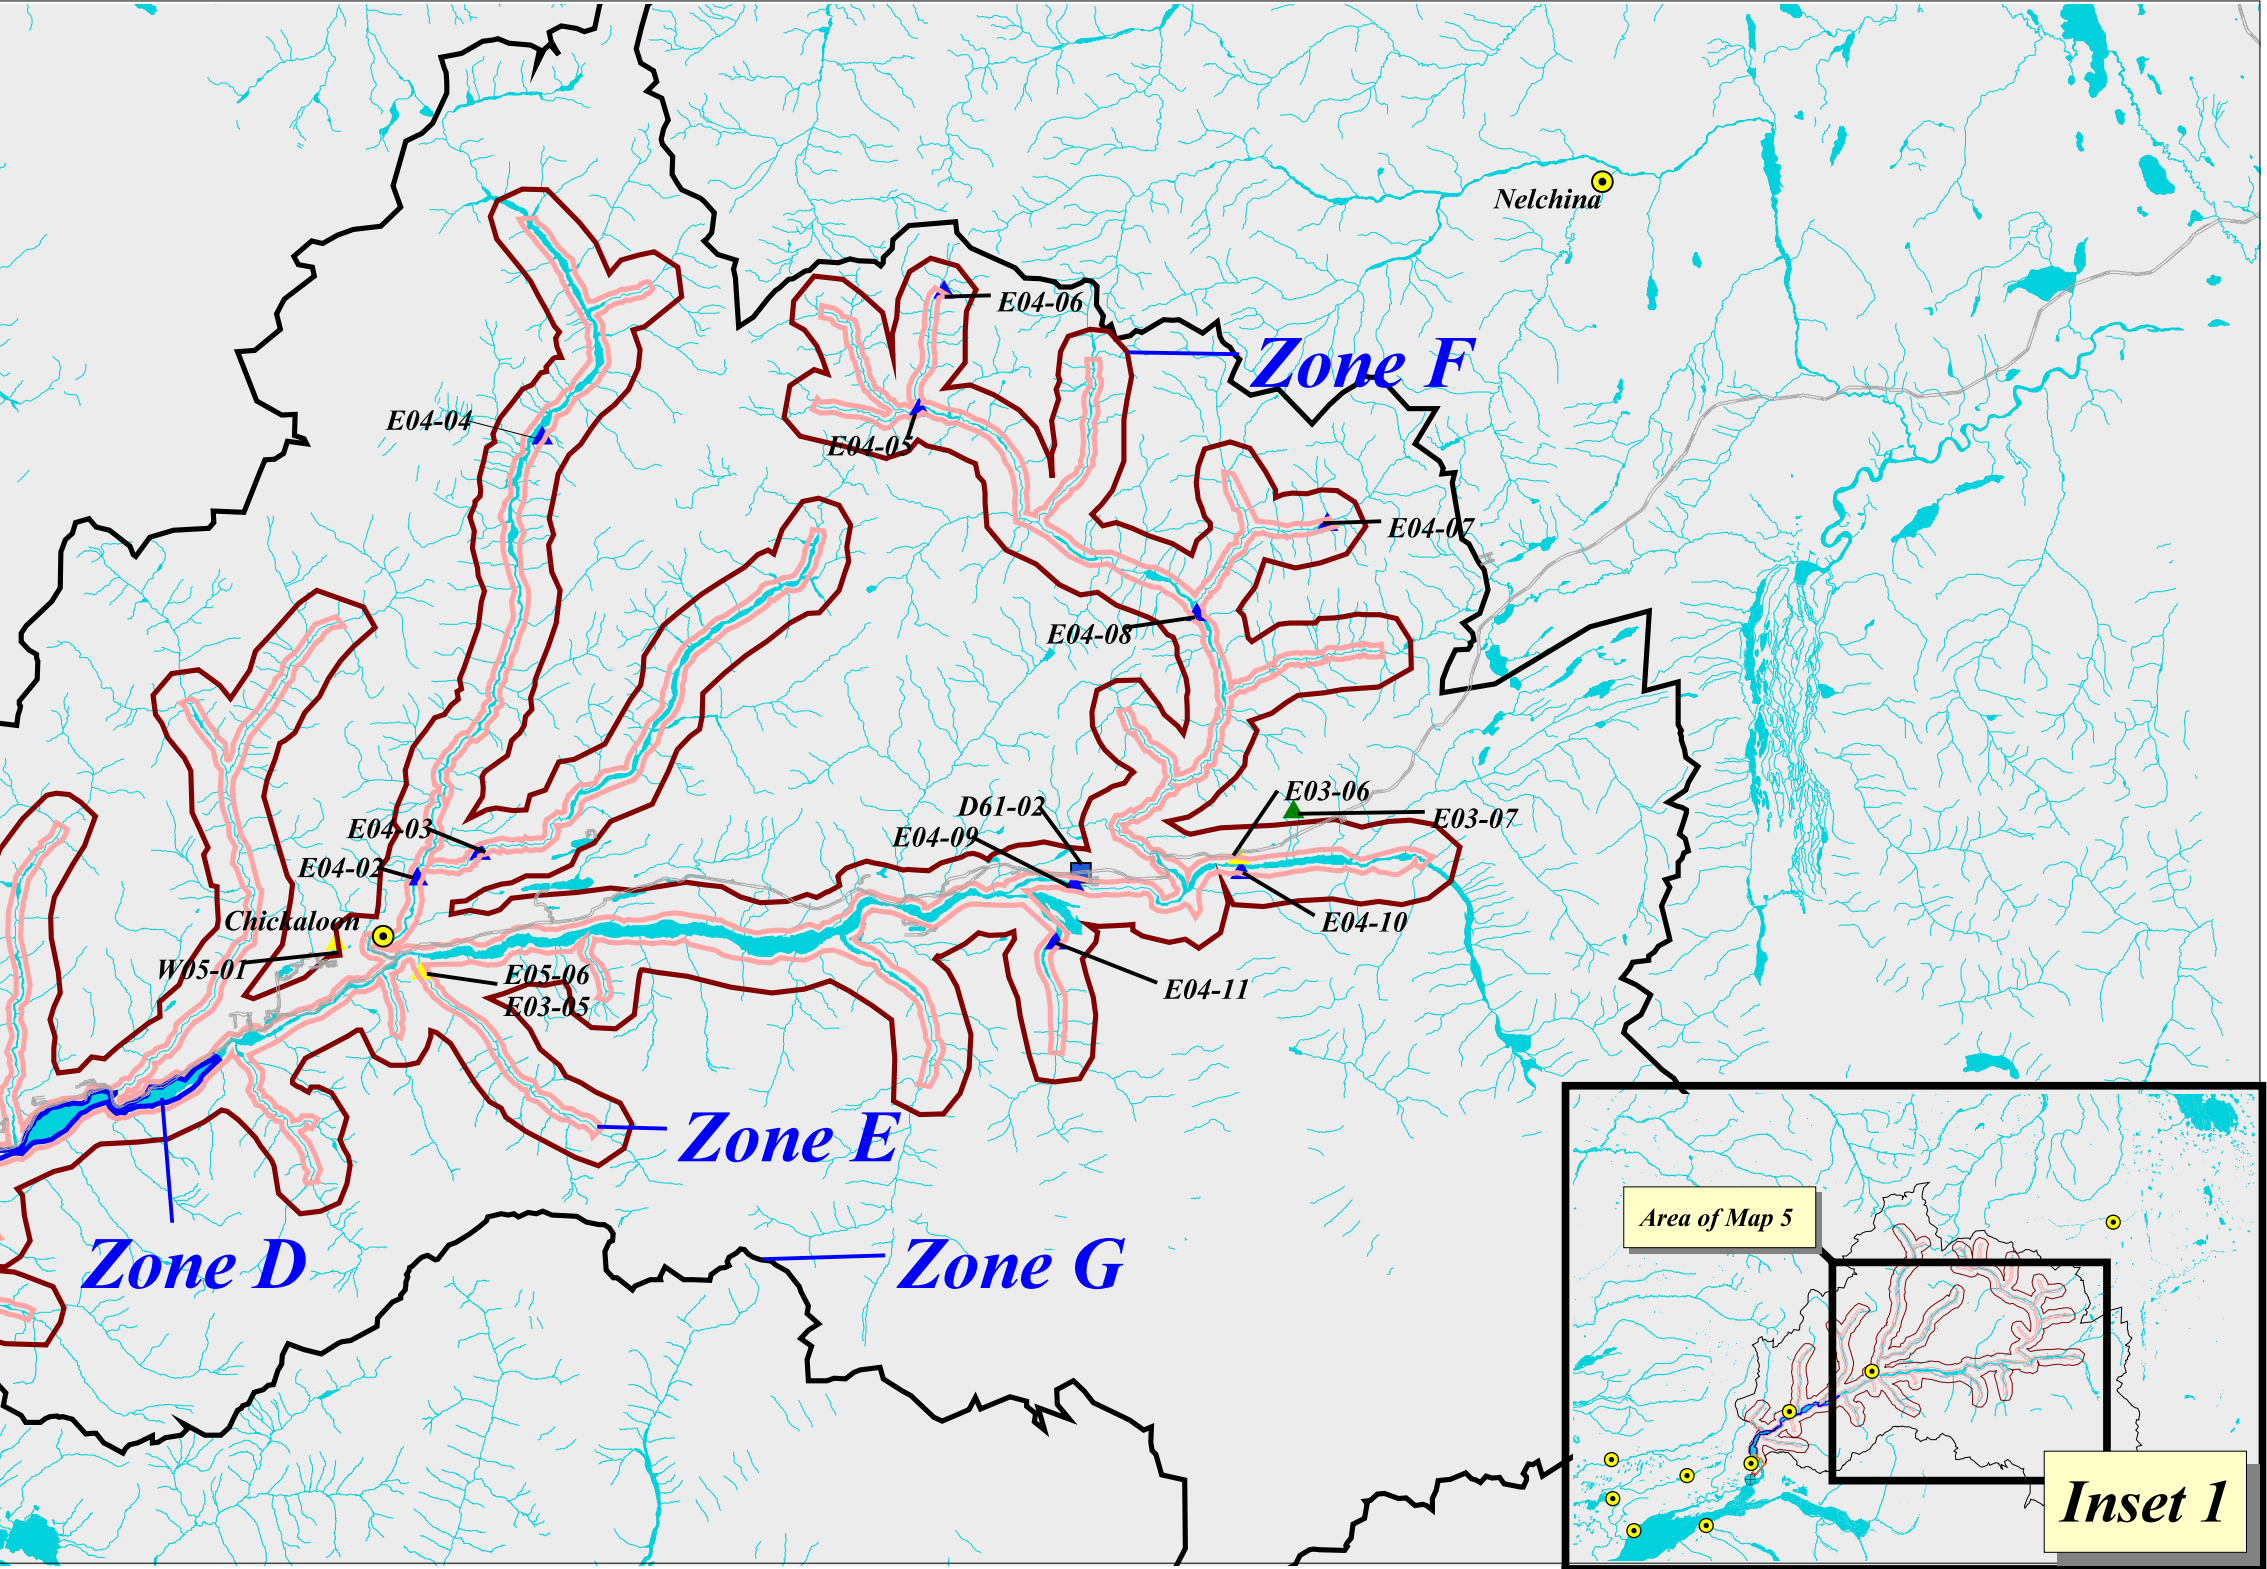 Nelchina
E04-06
Zone F
E04-04
E04-05
E04-07
E04-08
E03-06
D61-02
E03-07
E04-03
E04-09
E04-02
Chickaloon
E04-10
W05-01
E05-06
E04-11
E03-05
Zone E
Area of Map 5
Zone D
Zone G
Inset 1